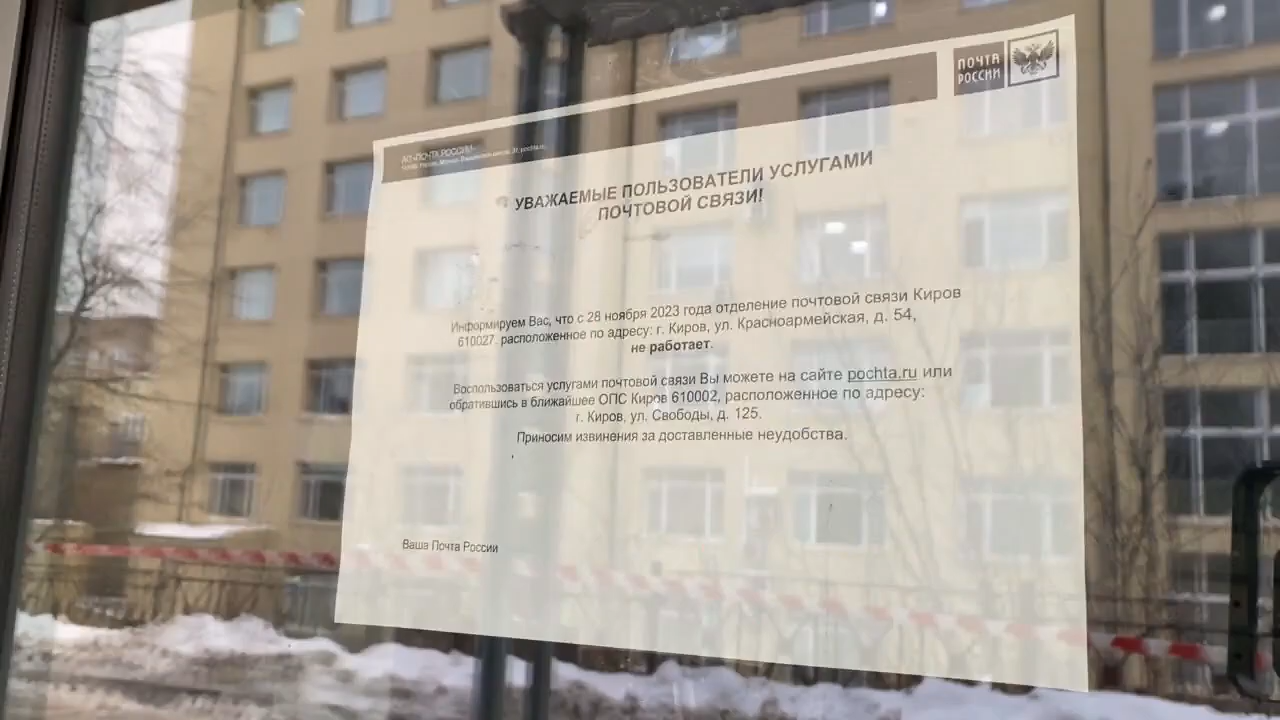 АО «ПОЧТА РОССИИ»
ПОЧТА
РОССИИ
УВАЖАЕМЫЕ ПОЛЬЗОВАТЕЛИ УСЛУГАМИ
ПОЧТОВОЙ СВЯЗИ!
Информируем Вас, что с 28 ноября 2023 года отделение почтовой связи Киров
610027, расположенное по адресу: г. Киров, ул. Красноармейская, д. 54,
не работает.
Воспользоваться услугами почтовой связи Вы можете на сайте pochta.ru или
обратившись в ближайшее ОПС Киров 610002, расположенное по адресу:
г. Киров, ул. Свободы, д. 125.
Приносим извинения за доставленные неудобства.
Ваша Почта России